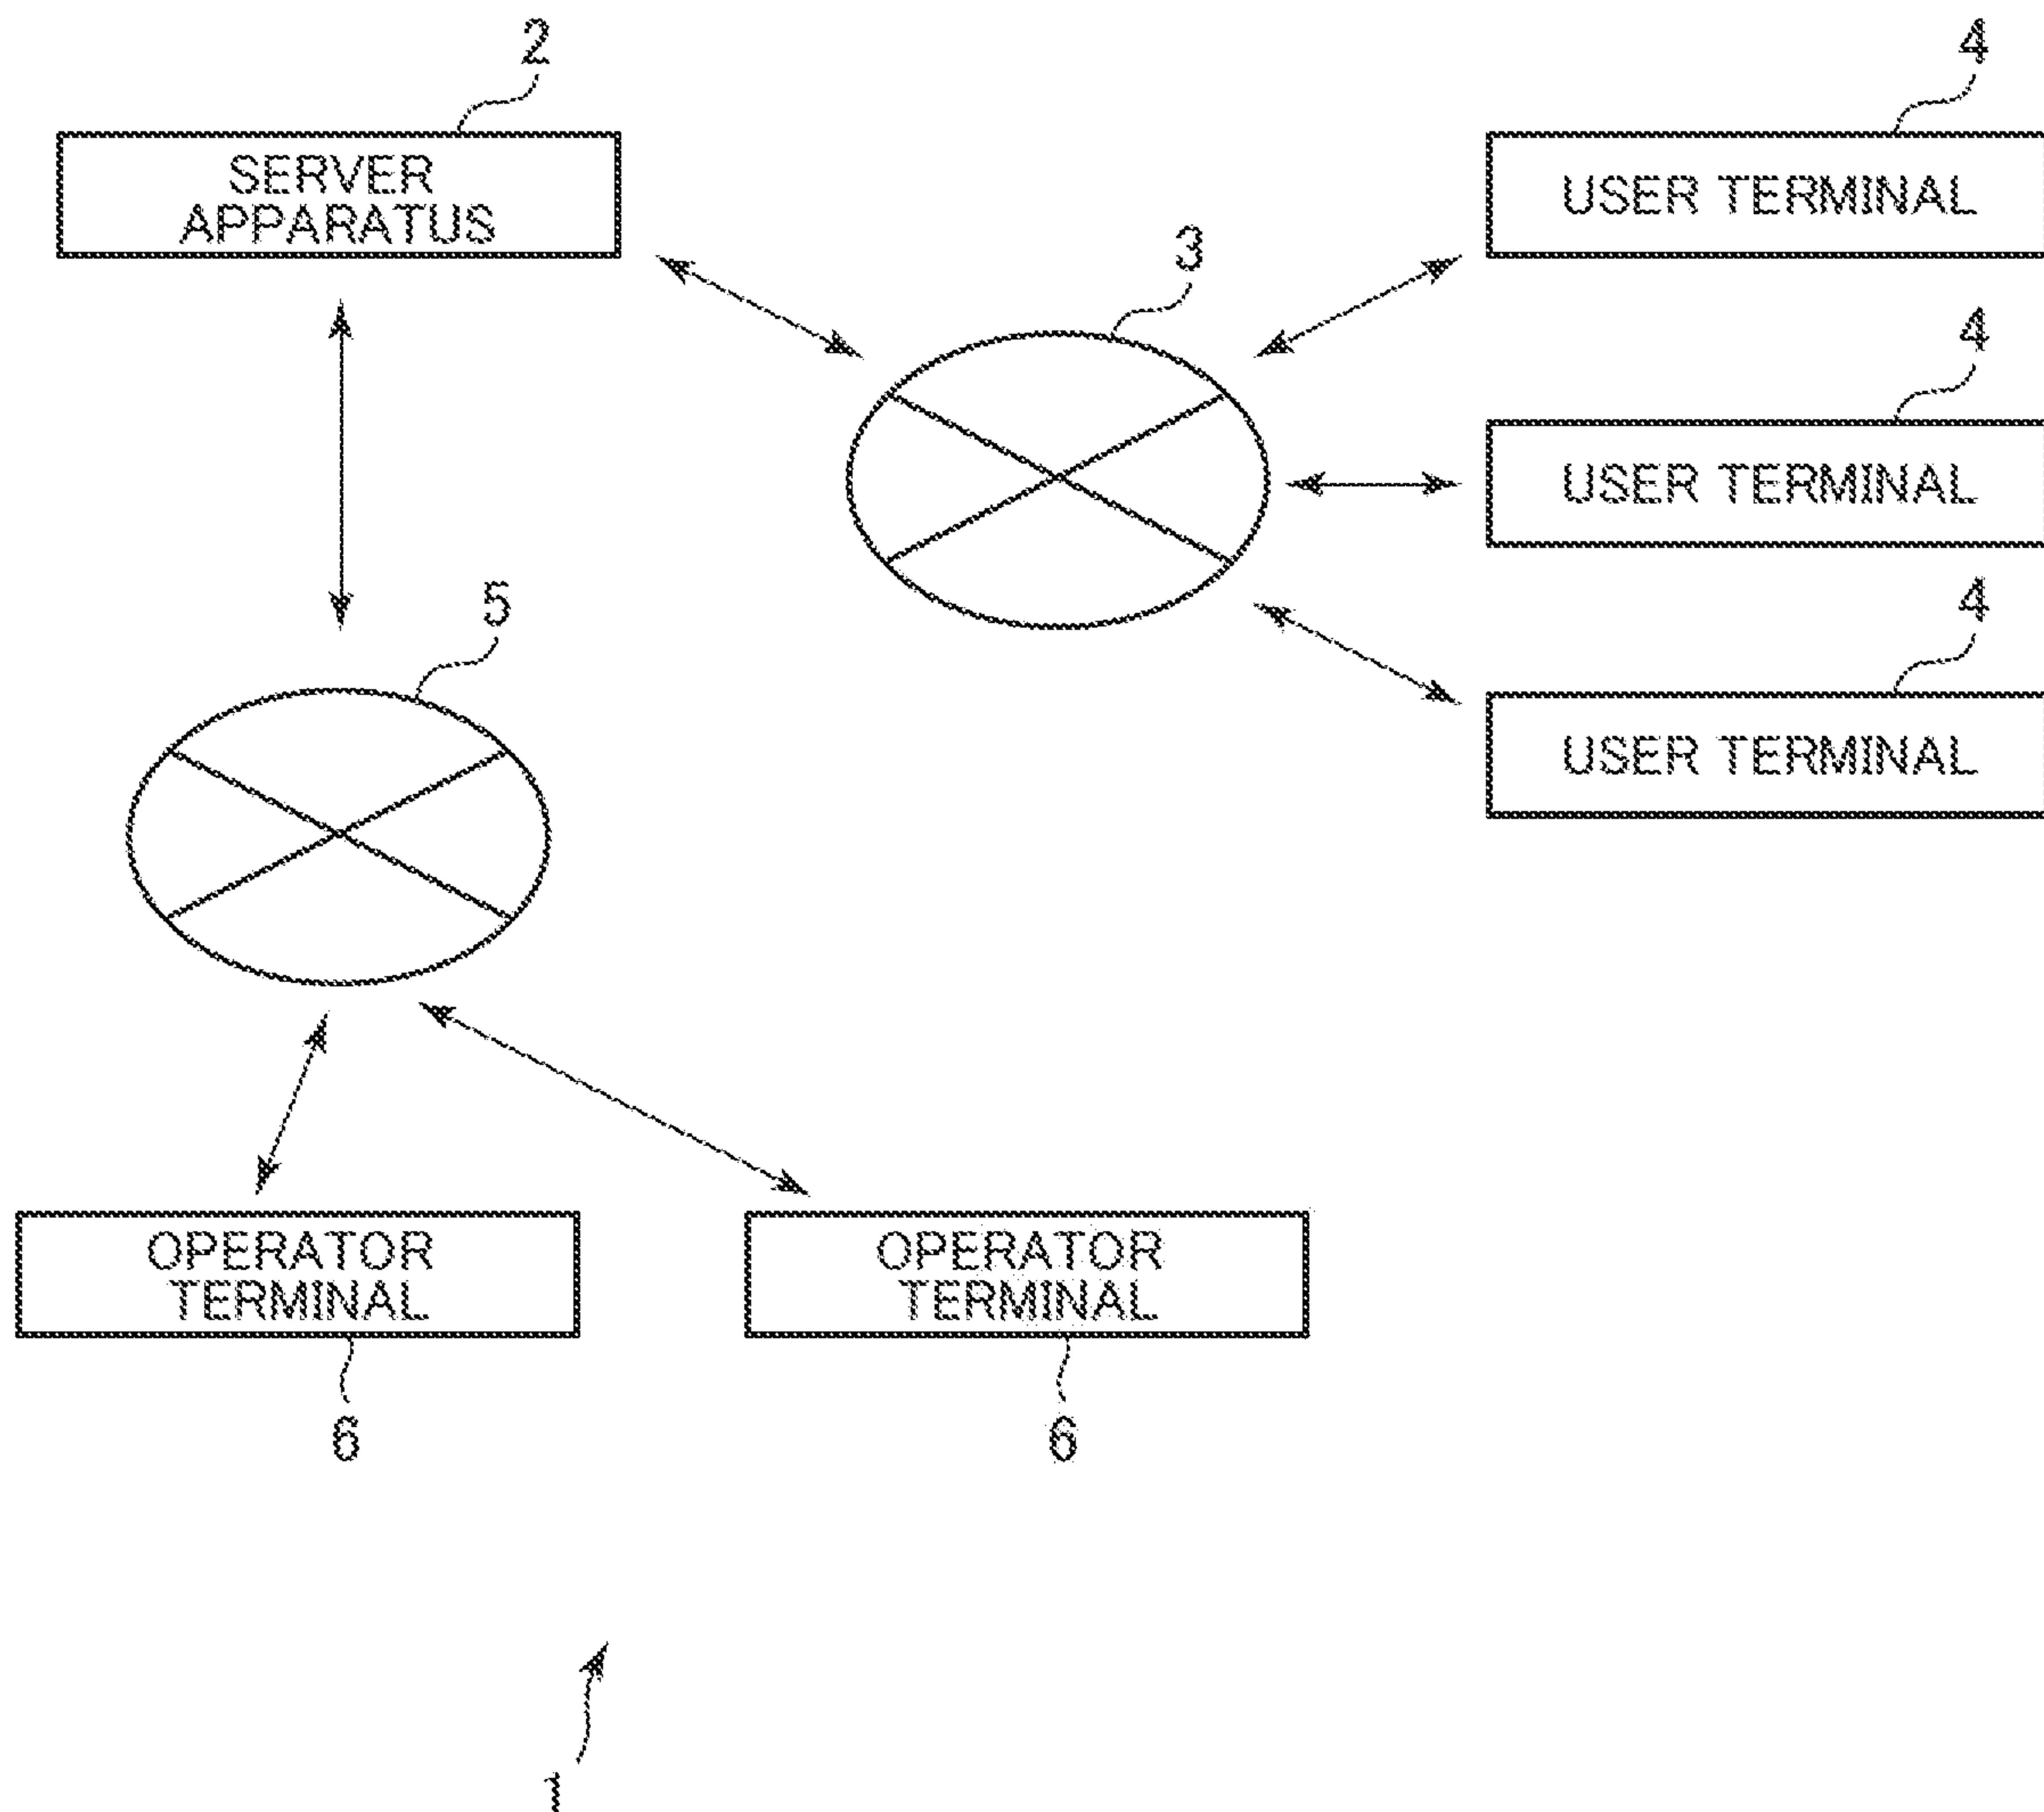 2
4
SERVER
APPARATUS
USER TERMINAL
3
4
USER TERMINAL
5
4
USER TERMINAL
OPERATOR
TERMINAL
OPERATOR
TERMINAL
6
6
1